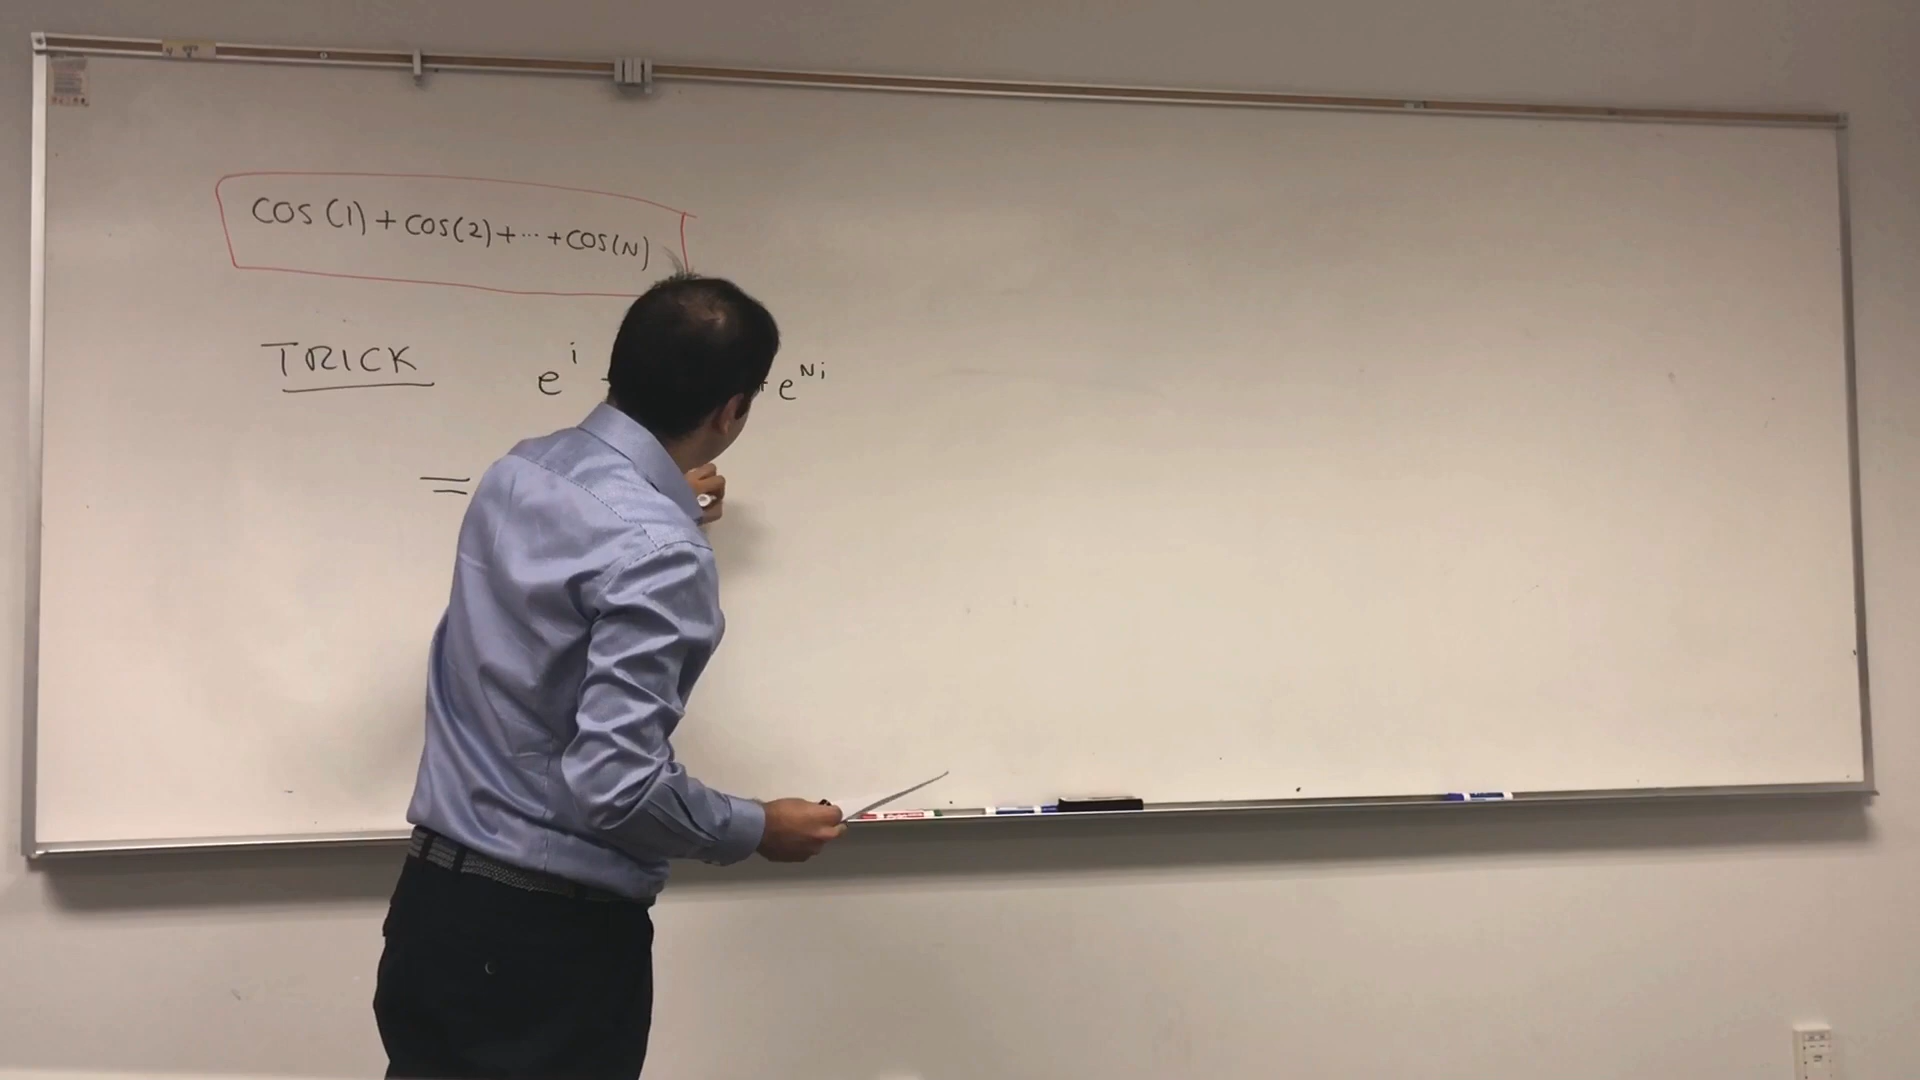 cos(1)+cos(2)+⋯+cos(N)
TRICK e^i + e^{Ni}
=